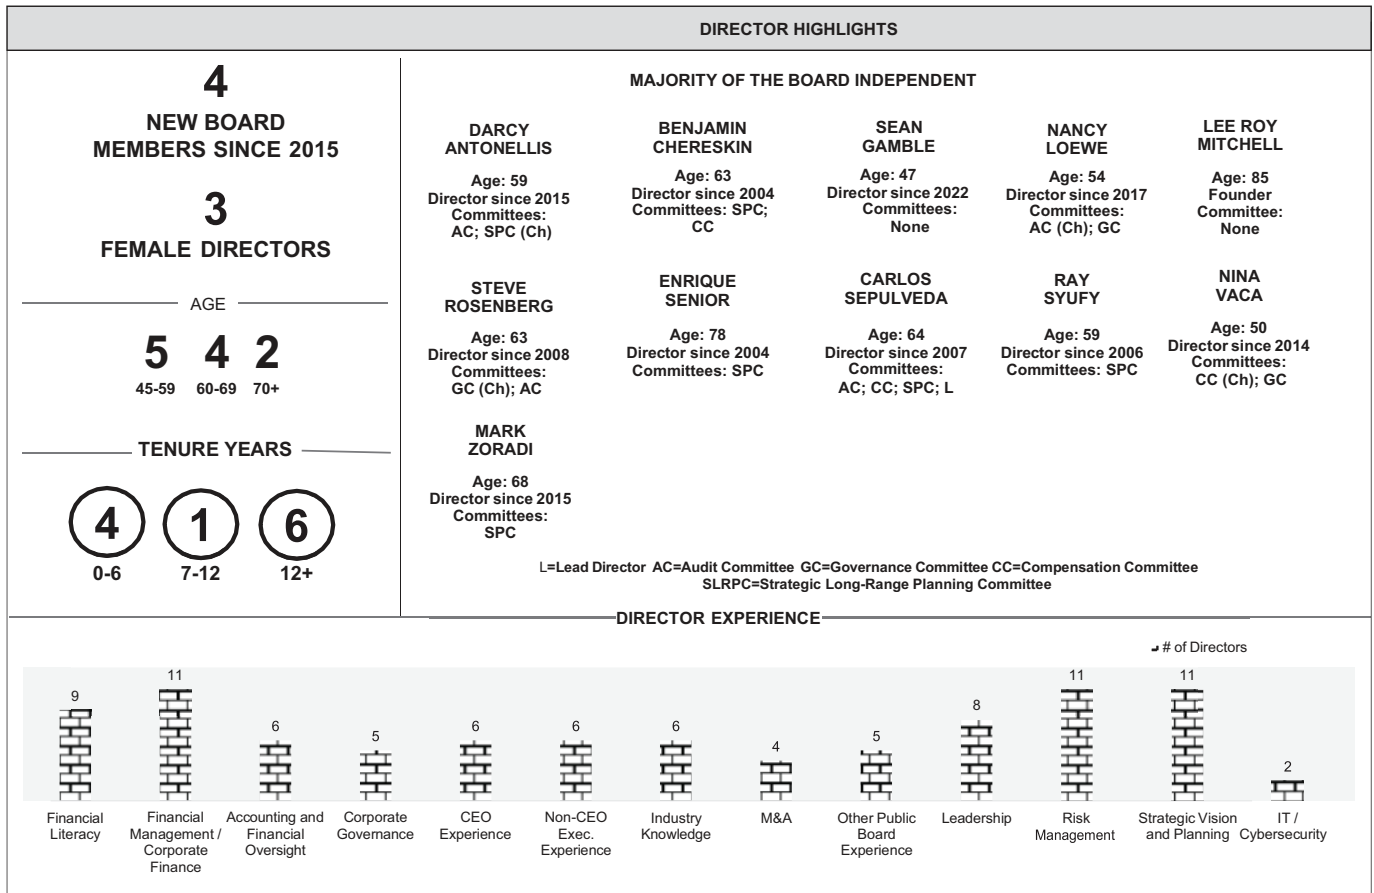 DIRECTOR HIGHLIGHTS
4
NEW BOARD
MEMBERS SINCE 2015
3
FEMALE DIRECTORS
AGE
5 4 2
45-59 60-69 70+
TENURE YEARS
4 1 6
0-6 7-12 12+
MAJORITY OF THE BOARD INDEPENDENT
DARCY
ANTONELLIS
Age: 59
Director since 2015
Committees:
AC; SPC (Ch)
BENJAMIN
CHERESKIN
Age: 63
Director since 2004
Committees: SPC;
CC
SEAN
GAMBLE
Age: 47
Director since 2022
Committees:
None
NANCY
LOEWE
Age: 54
Director since 2017
Committees:
AC (Ch); GC
LEE ROY
MITCHELL
Age: 85
Founder
Committee:
None
STEVE
ROSENBERG
Age: 63
Director since 2008
Committees:
GC (Ch); AC
ENRIQUE
SENIOR
Age: 78
Director since 2004
Committees: SPC
CARLOS
SEPULVEDA
Age: 64
Director since 2007
Committees:
AC; CC; SPC; L
RAY
SYUFY
Age: 59
Director since 2006
Committees: SPC
NINA
VACA
Age: 50
Director since 2014
Committees:
CC (Ch); GC
MARK
ZORADI
Age: 68
Director since 2015
Committees:
SPC
L=Lead Director AC=Audit Committee GC=Governance Committee CC=Compensation Committee
SLRPC=Strategic Long-Range Planning Committee
DIRECTOR EXPERIENCE
# of Directors
9
11
6
5
6
6
6
4
5
8
11
11
2
Financial
Literacy
Financial
Management /
Corporate
Finance
Accounting and
Financial
Oversight
Corporate
Governance
CEO
Experience
Non-CEO
Exec.
Experience
Industry
Knowledge
M&A
Other Public
Board
Experience
Leadership
Risk
Management
Strategic Vision
and Planning
IT /
Cybersecurity